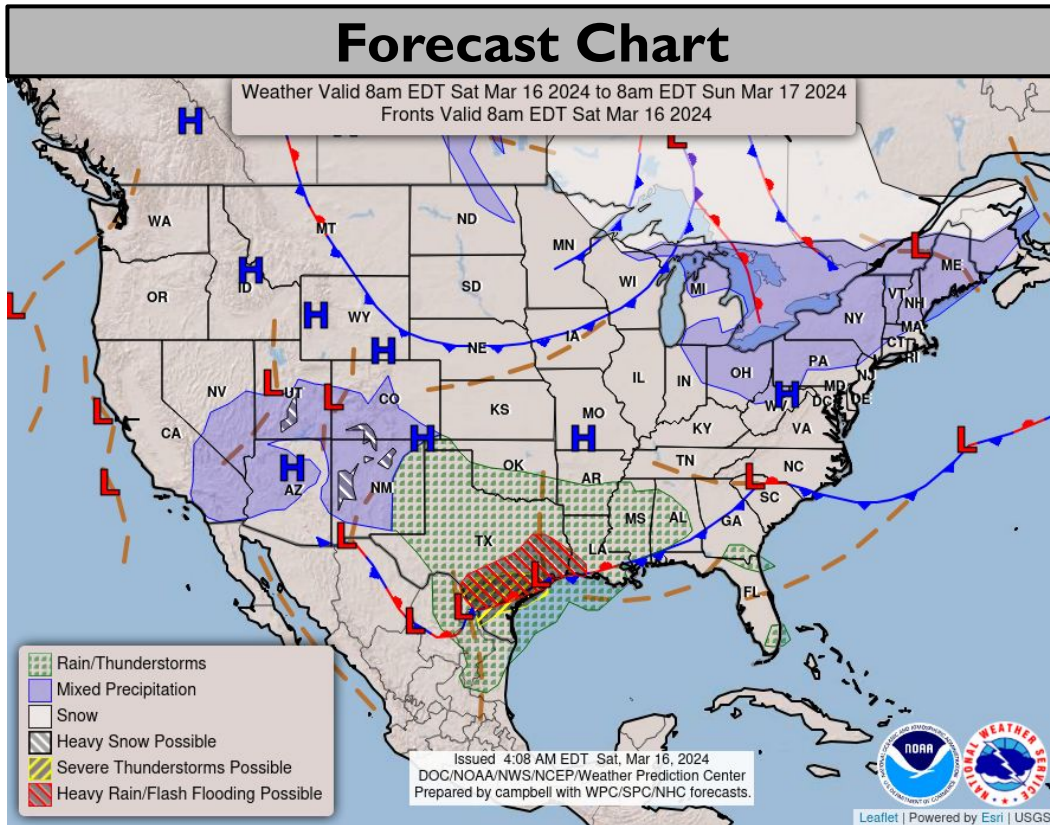 Forecast Chart
Weather Valid 8am EDT Sat Mar 16 2024 to 8am EDT Sun Mar 17 2024
Fronts Valid 8am EDT Sat Mar 16 2024
H
L
WA
MT
ND
MN
L
ME
H
ID
OR
H
WY
SD
WI
MI
VT
NH
NY
MA
CT
RI
L
H
NE
IA
PA
NJ
NV
L
UT
L
CO
KS
IL
IN
OH
H
WV
MD
DC
DE
L
CA
H
MO
H
KY
VA
L
L
H
AZ
NM
OK
AR
TN
L
NC
SC
L
TX
MS
AL
GA
LA
L
L
L
FL
Rain/Thunderstorms
Mixed Precipitation
Snow
Heavy Snow Possible
Severe Thunderstorms Possible
Heavy Rain/Flash Flooding Possible
Issued 4:08 AM EDT Sat, Mar 16, 2024
DOC/NOAA/NWS/NCEP/Weather Prediction Center
Prepared by campbell with WPC/SPC/NHC forecasts.
NOAA
NATIONAL WEATHER SERVICE
Leaflet | Powered by Esri | USGS